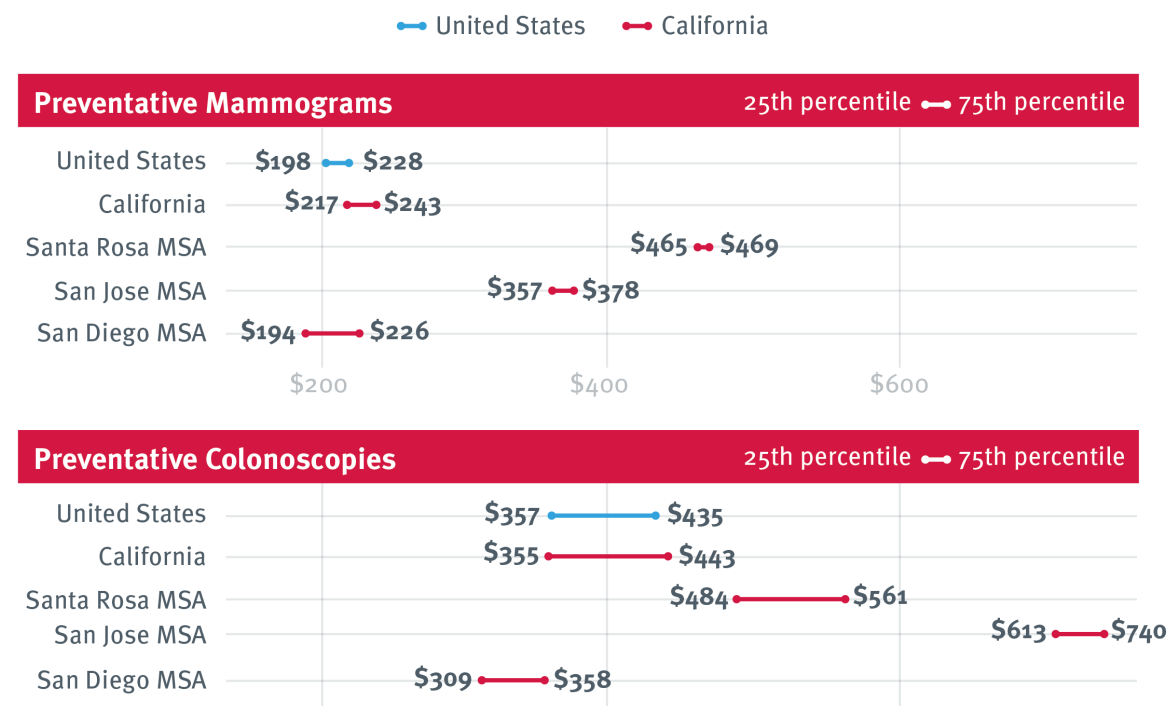 United States California
Preventative Mammograms 25th percentile 75th percentile
United States $198 $228
California $217 $243
Santa Rosa MSA $465 $469
San Jose MSA $357 $378
San Diego MSA $194 $226
$200 $400 $600
Preventative Colonoscopies 25th percentile 75th percentile
United States $357 $435
California $355 $443
Santa Rosa MSA $484 $561
San Jose MSA $613 $740
San Diego MSA $309 $358